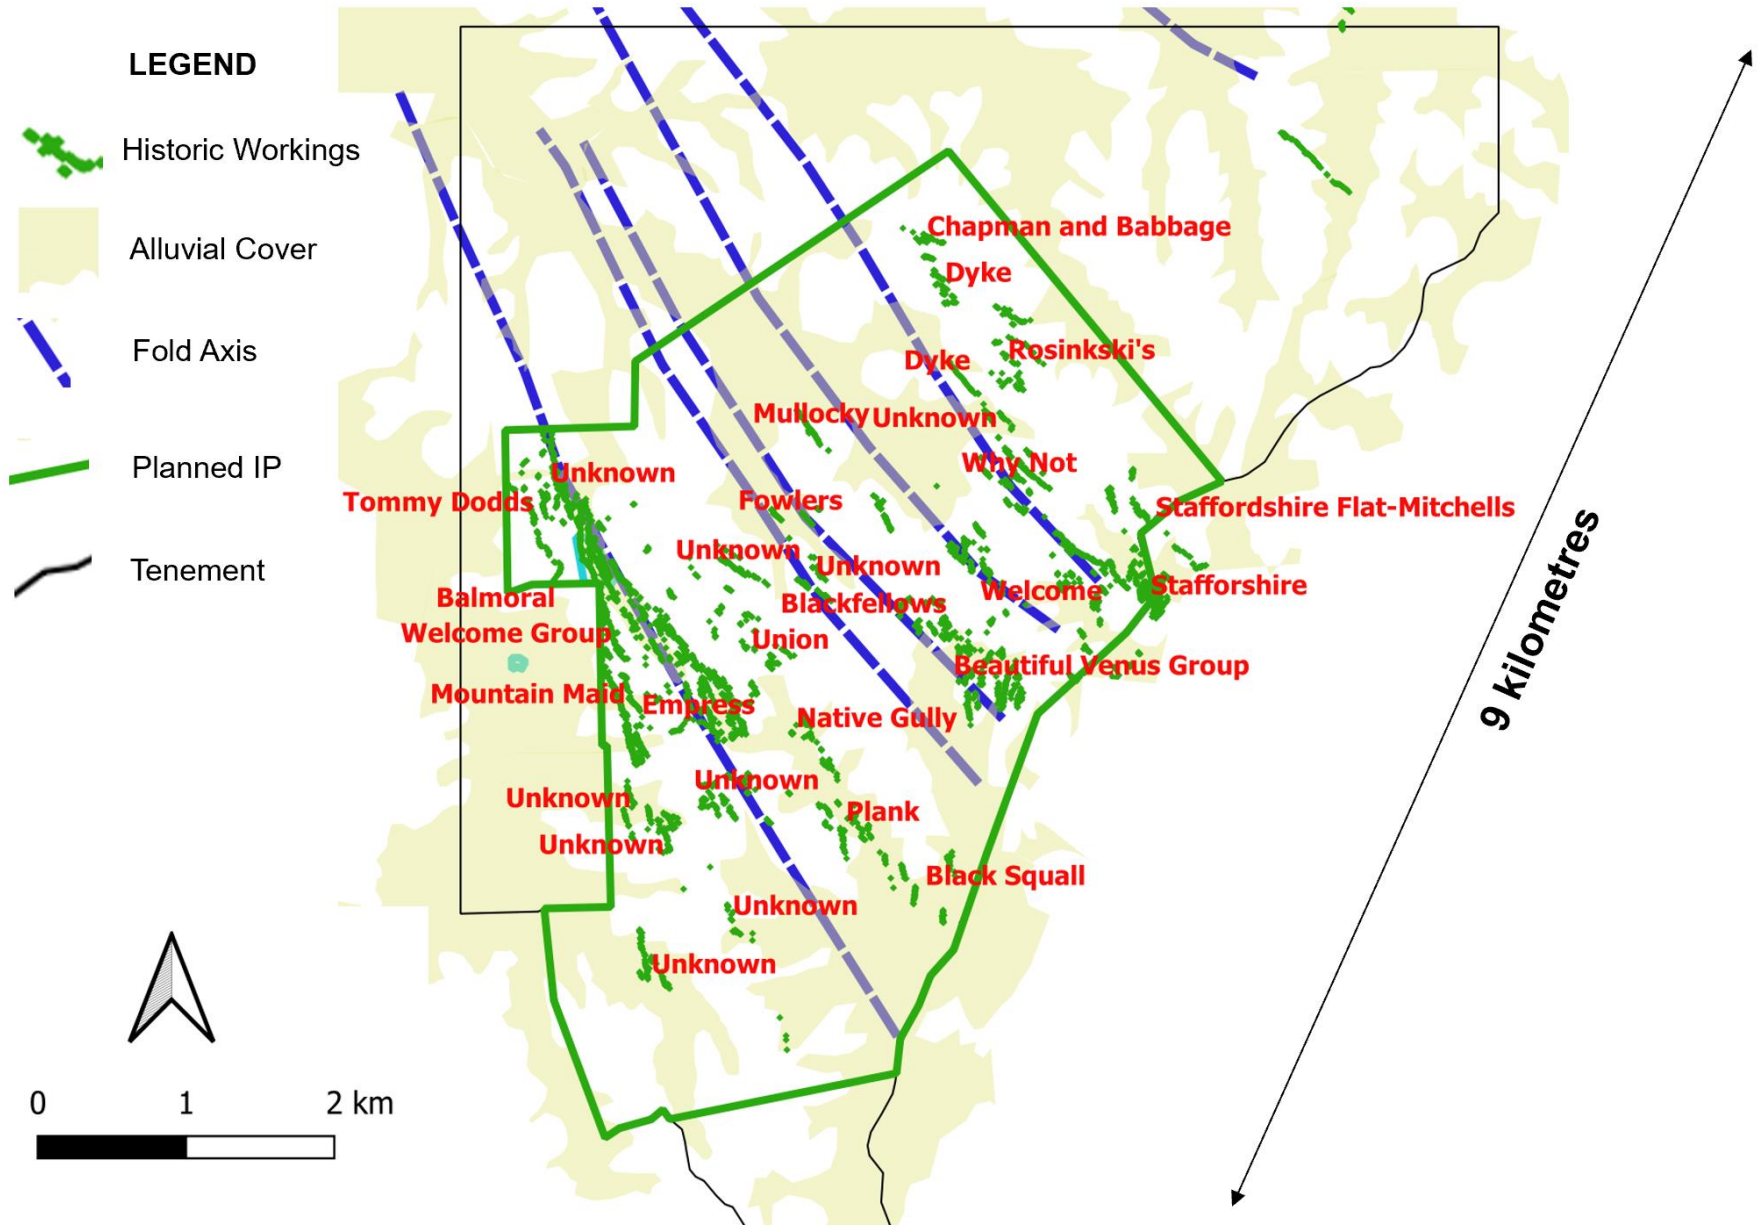 LEGEND
Historic Workings
Alluvial Cover
Fold Axis
Planned IP
Tenement
0 1 2 km
Chapman and Babbage
Dyke
Rosinkski's
Dyke
Mullocky
Unknown
Why Not
Unknown
Tommy Dodds
Fowlers
Staffordshire Flat-Mitchells
Unknown
Unknown
Stafforshire
Balmoral
Blackfellows
Welcome
Welcome Group
Union
Beautiful Venus Group
Mountain Maid
Empress
Native Gully
Unknown
Unknown
Plank
Unknown
Black Squall
Unknown
Unknown
9 kilometres